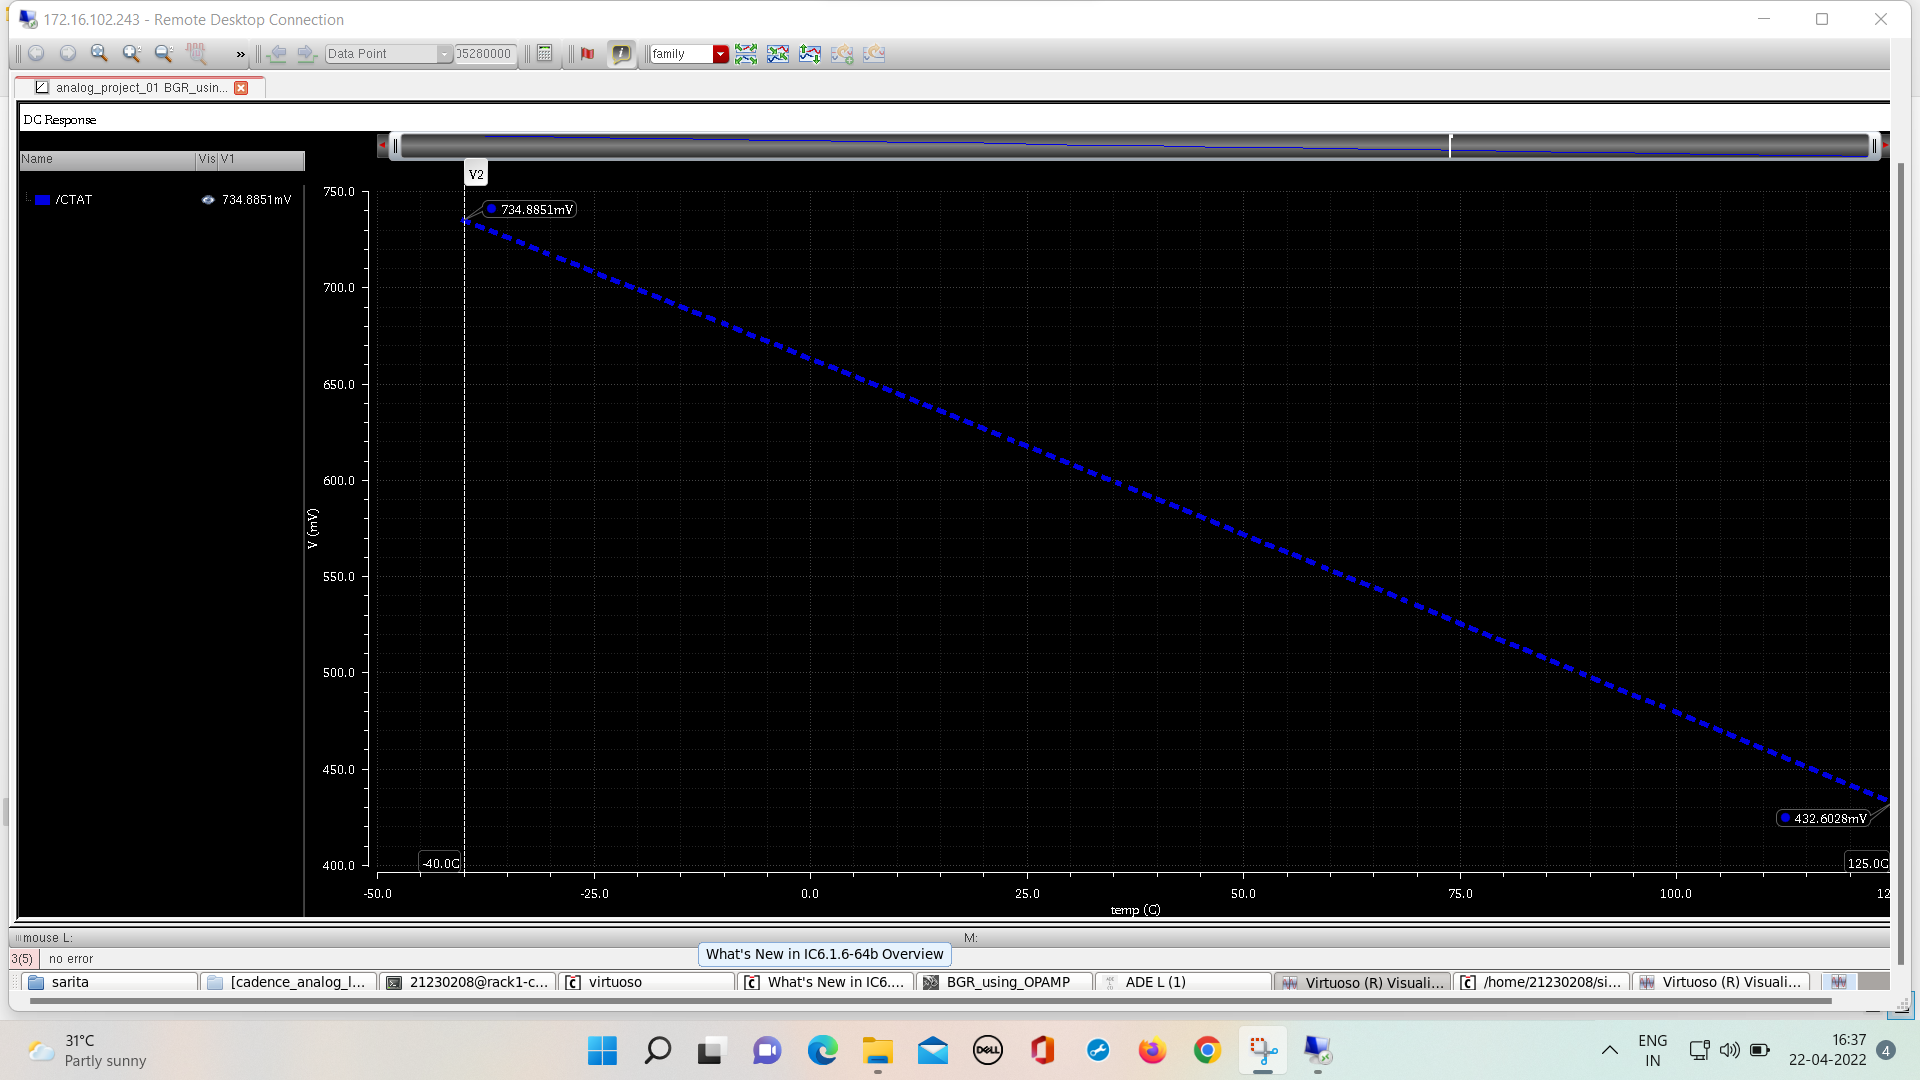 172.16.102.243 - Remote Desktop Connection
» Data Point 05280000 family
analog_project_01 BGR_usin...
DC Response
Name Vis V1
/CTAT 734.8851mV
V2
734.8851mV
750.0
700.0
650.0
600.0
550.0
500.0
450.0
400.0
V (mV)
432.6028mV
-40.0C
125.0C
-50.0 -25.0 0.0 25.0 50.0 75.0 100.0 12
temp (C)
mouse L: M:
3(5) no error
What's New in IC6.1.6-64b Overview
sarita [cadence_analog_l... 21230208@rack1-c... virtuoso What's New in IC6.... BGR_using_OPAMP ADE L (1) Virtuoso (R) Visuali... /home/21230208/si... Virtuoso (R) Visuali...
31°C
Partly sunny
DELL
ENG
IN
16:37
22-04-2022
4